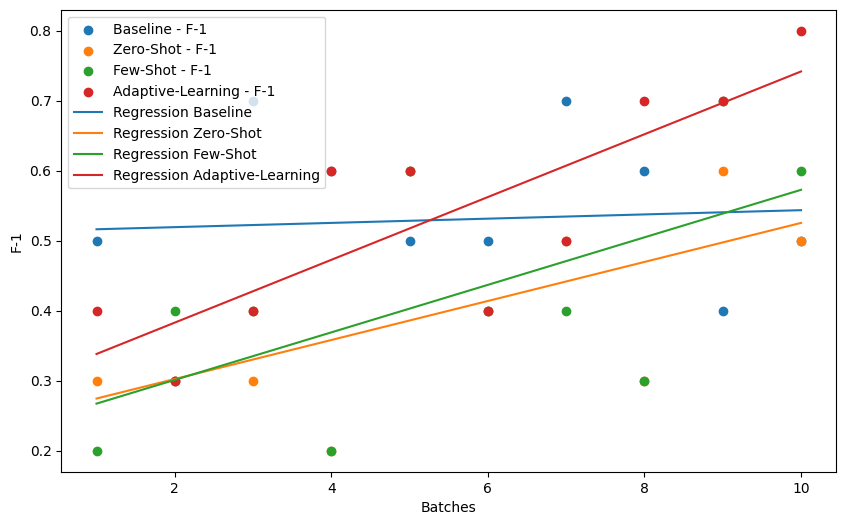 Baseline - F-1
Zero-Shot - F-1
Few-Shot - F-1
Adaptive-Learning - F-1
Regression Baseline
Regression Zero-Shot
Regression Few-Shot
Regression Adaptive-Learning
0.8
0.7
0.6
0.5
0.4
0.3
0.2
F-1
2
4
6
8
10
Batches